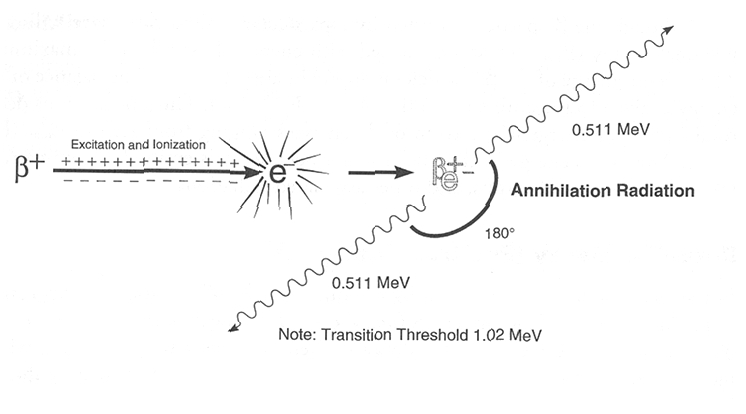 Excitation and Ionization
β+
+ + + + + + + + + + + + + +
– – – – – – – – – – –
e–
β+
e–
0.511 MeV
Annihilation Radiation
180°
0.511 MeV
Note: Transition Threshold 1.02 MeV